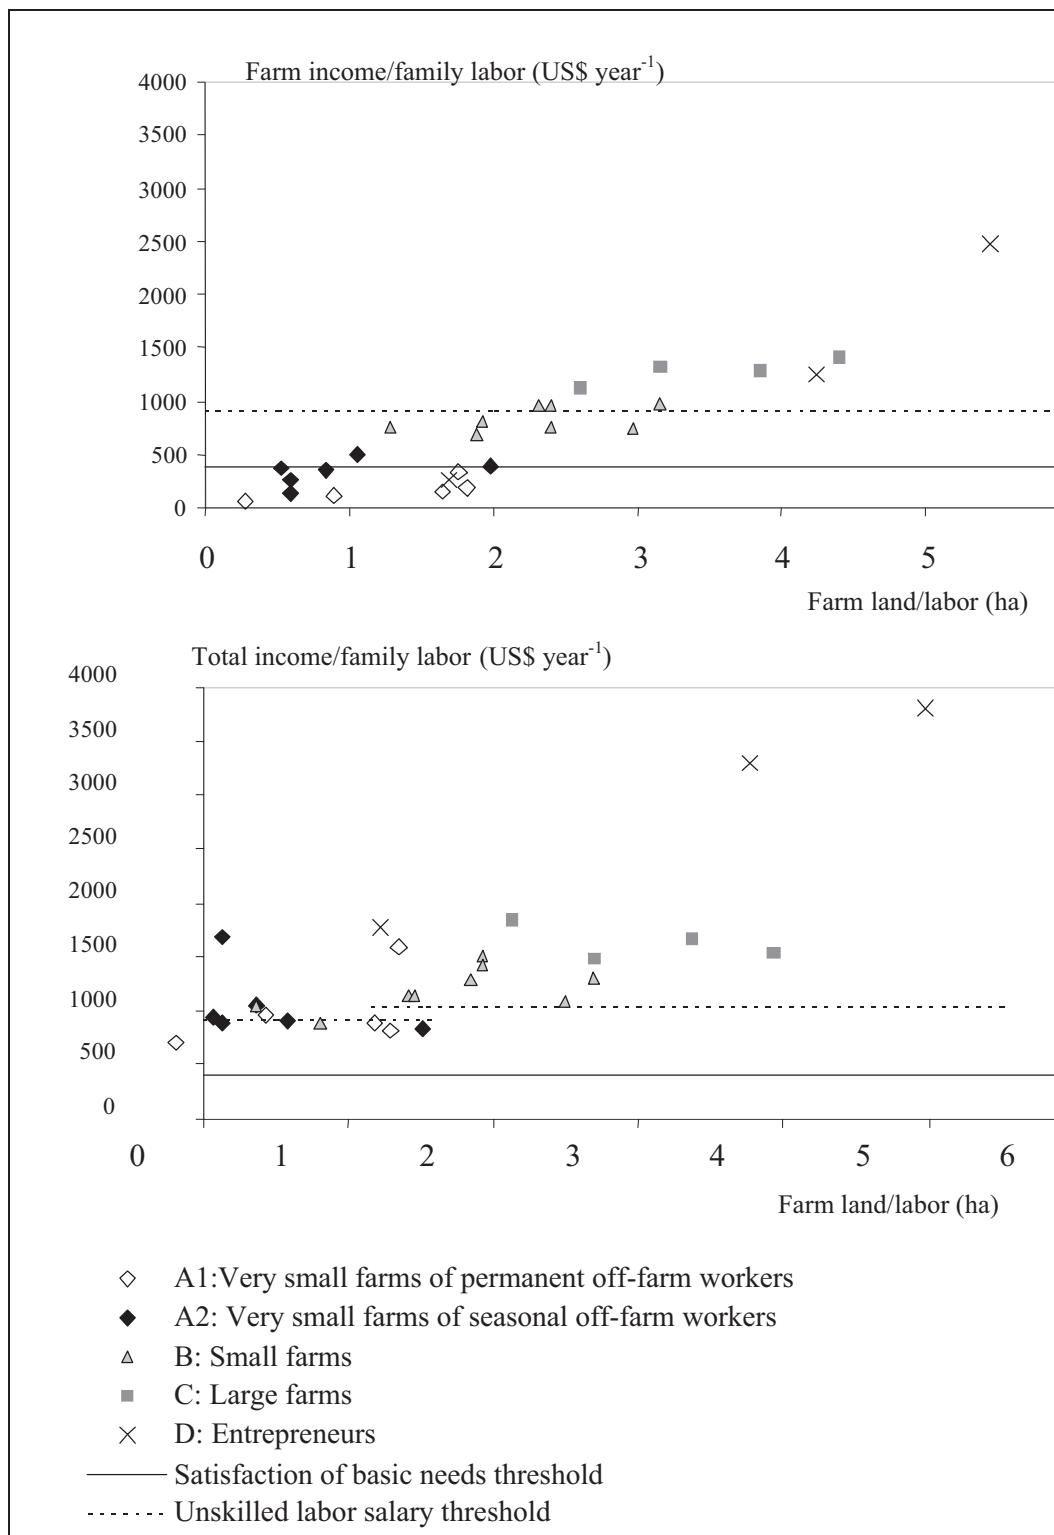 Farm income/family labor (US$ year-1)
4000
3500
3000
2500
2000
1500
1000
500
0
0 1 2 3 4 5
Farm land/labor (ha)
Total income/family labor (US$ year-1)
4000
3500
3000
2500
2000
1500
1000
500
0
0 1 2 3 4 5 6
Farm land/labor (ha)
A1:Very small farms of permanent off-farm workers
A2: Very small farms of seasonal off-farm workers
B: Small farms
C: Large farms
D: Entrepreneurs
Satisfaction of basic needs threshold
Unskilled labor salary threshold